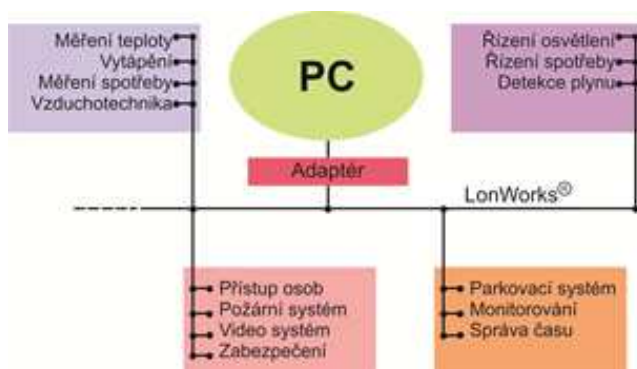 Měření teploty
Vytápění
Měření spotřeby
Vzduchotechnika
PC
Řízení osvětlení
Řízení spotřeby
Detekce plynu
Adaptér
LonWorks®
Přístup osob
Požární systém
Video systém
Zabezpečení
Parkovací systém
Monitorování
Správa času